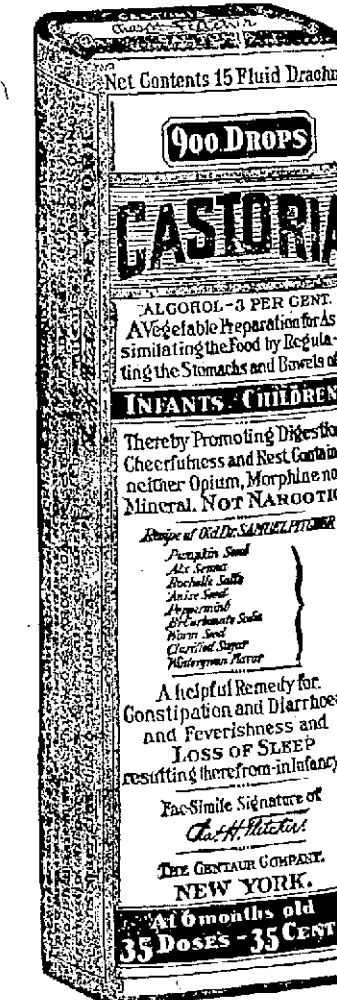 Net Contents 15 Fluid Drachm
900 DROPS
CASTORIA
ALCOHOL-3 PER CENT.
A Vegetable Preparation for As
similating the Food by Regula-
ting the Stomachs and Bowels of
INFANTS CHILDREN
Thereby Promoting Digestion
Cheerfulness and Rest. Contain
neither Opium, Morphine no
Mineral. NOT NARCOTIC
Recipe of Old Dr. SAMUEL PITCHER
Pumpkin Seed
Alx Senna
Rochelle Salts
Anise Seed
Peppermint
Bicarbonate Soda
Worm Seed
Clarified Sugar
Wintergreen Flavor
A helpful Remedy for
Constipation and Diarrhoea
and Feverishness and
LOSS OF SLEEP
resulting therefrom-in Infancy
Fac-Simile Signature of
Chas. H. Fletcher.
THE CENTAUR COMPANY.
NEW YORK.
At 6 months old
35 DOSES - 35 CENT